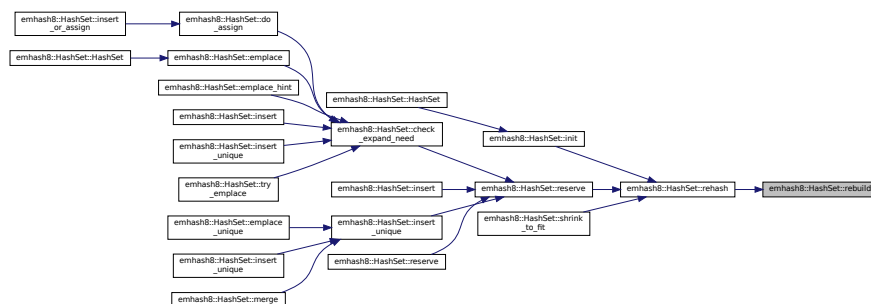 emhash8::HashSet::insert
_or_assign
emhash8::HashSet::do
_assign
emhash8::HashSet::HashSet
emhash8::HashSet::emplace
emhash8::HashSet::emplace_hint
emhash8::HashSet::HashSet
emhash8::HashSet::insert
emhash8::HashSet::check
_expand_need
emhash8::HashSet::init
emhash8::HashSet::insert
_unique
emhash8::HashSet::try
_emplace
emhash8::HashSet::insert
emhash8::HashSet::reserve
emhash8::HashSet::rehash
emhash8::HashSet::rebuild
emhash8::HashSet::emplace
_unique
emhash8::HashSet::insert
_unique
emhash8::HashSet::shrink
_to_fit
emhash8::HashSet::insert
_unique
emhash8::HashSet::reserve
emhash8::HashSet::merge